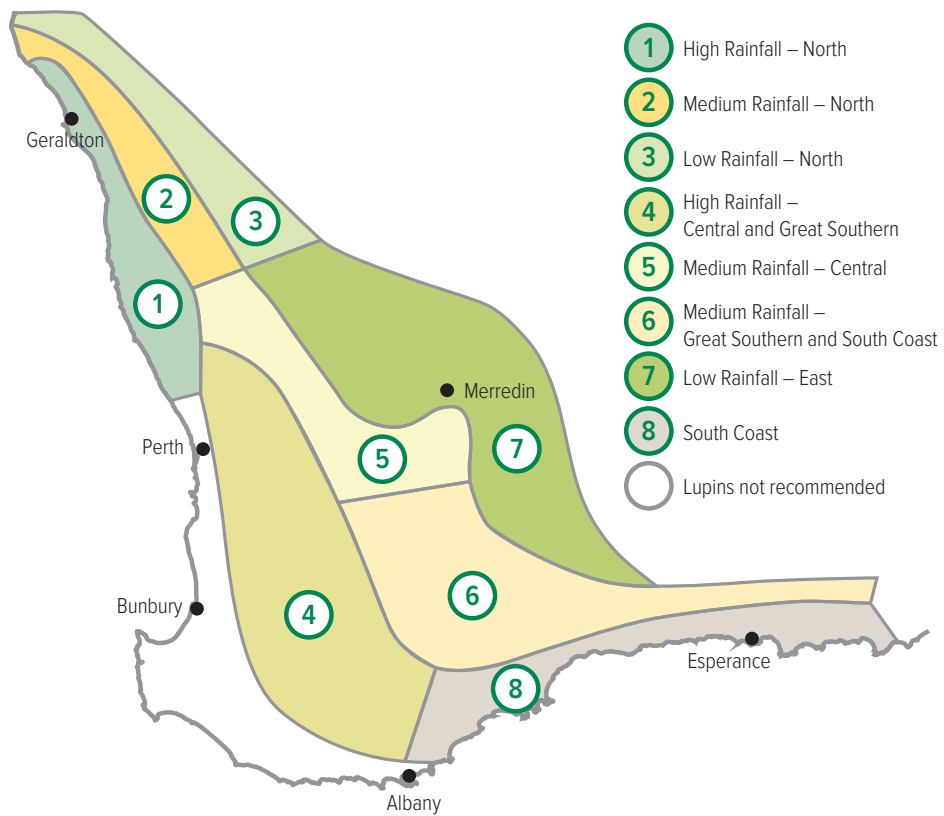 1 High Rainfall – North
2 Medium Rainfall – North
3 Low Rainfall – North
4 High Rainfall –
Central and Great Southern
5 Medium Rainfall – Central
6 Medium Rainfall –
Great Southern and South Coast
7 Low Rainfall – East
8 South Coast
Lupins not recommended
Geraldton
2
3
1
Merredin
Perth
5
7
Bunbury
4
6
Esperance
8
Albany